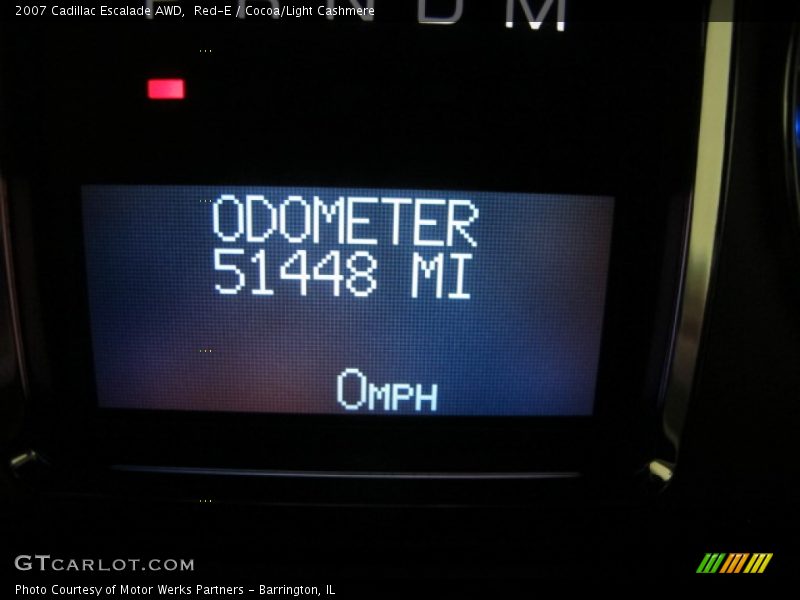 2007 Cadillac Escalade AWD,  Red-E / Cocoa/Light Cashmere
P R N D M
ODOMETER
51448 MI
0MPH
GTCARLOT.COM
Photo Courtesy of Motor Werks Partners - Barrington, IL